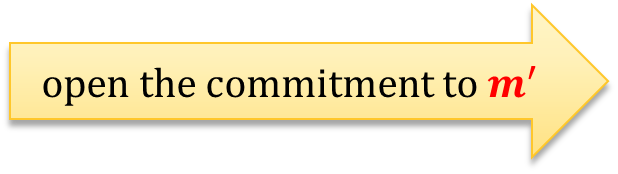 open the commitment to m′